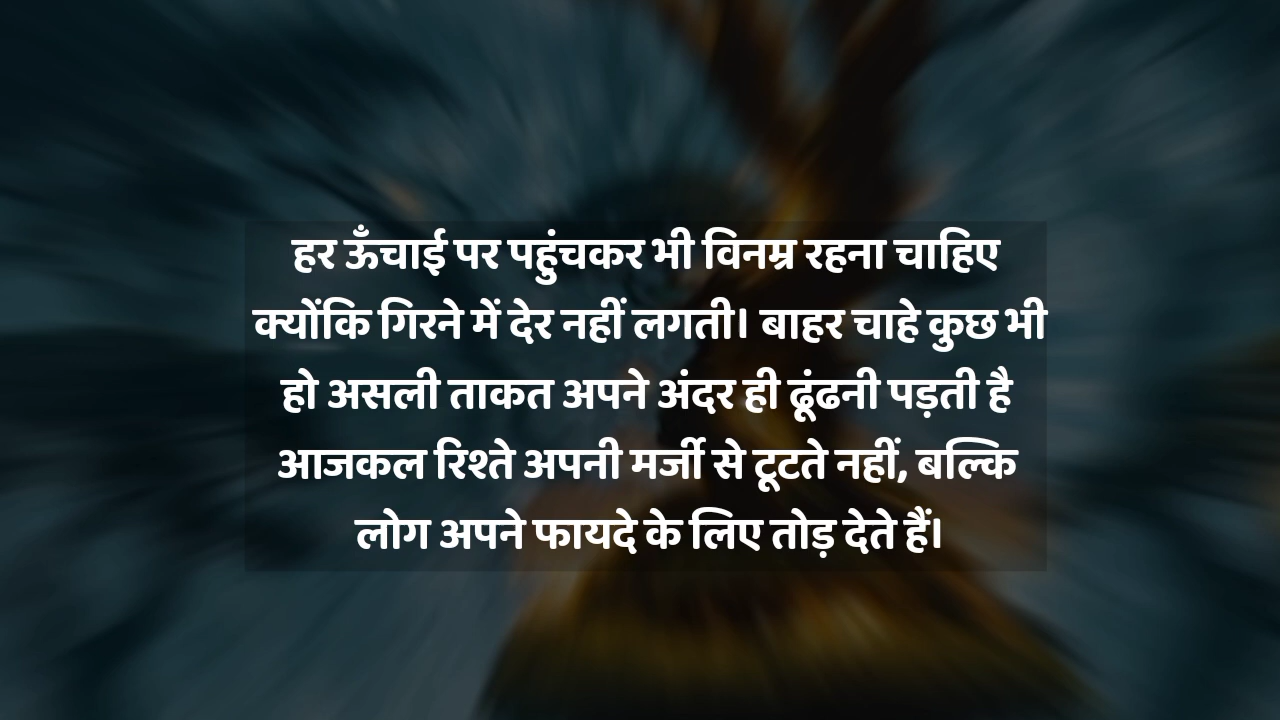 हर ऊँचाई पर पहुंचकर भी विनम्र रहना चाहिए
क्योंकि गिरने में देर नहीं लगती। बाहर चाहे कुछ भी
हो असली ताकत अपने अंदर ही ढूंढनी पड़ती है
आजकल रिश्ते अपनी मर्जी से टूटते नहीं, बल्कि
लोग अपने फायदे के लिए तोड़ देते हैं।